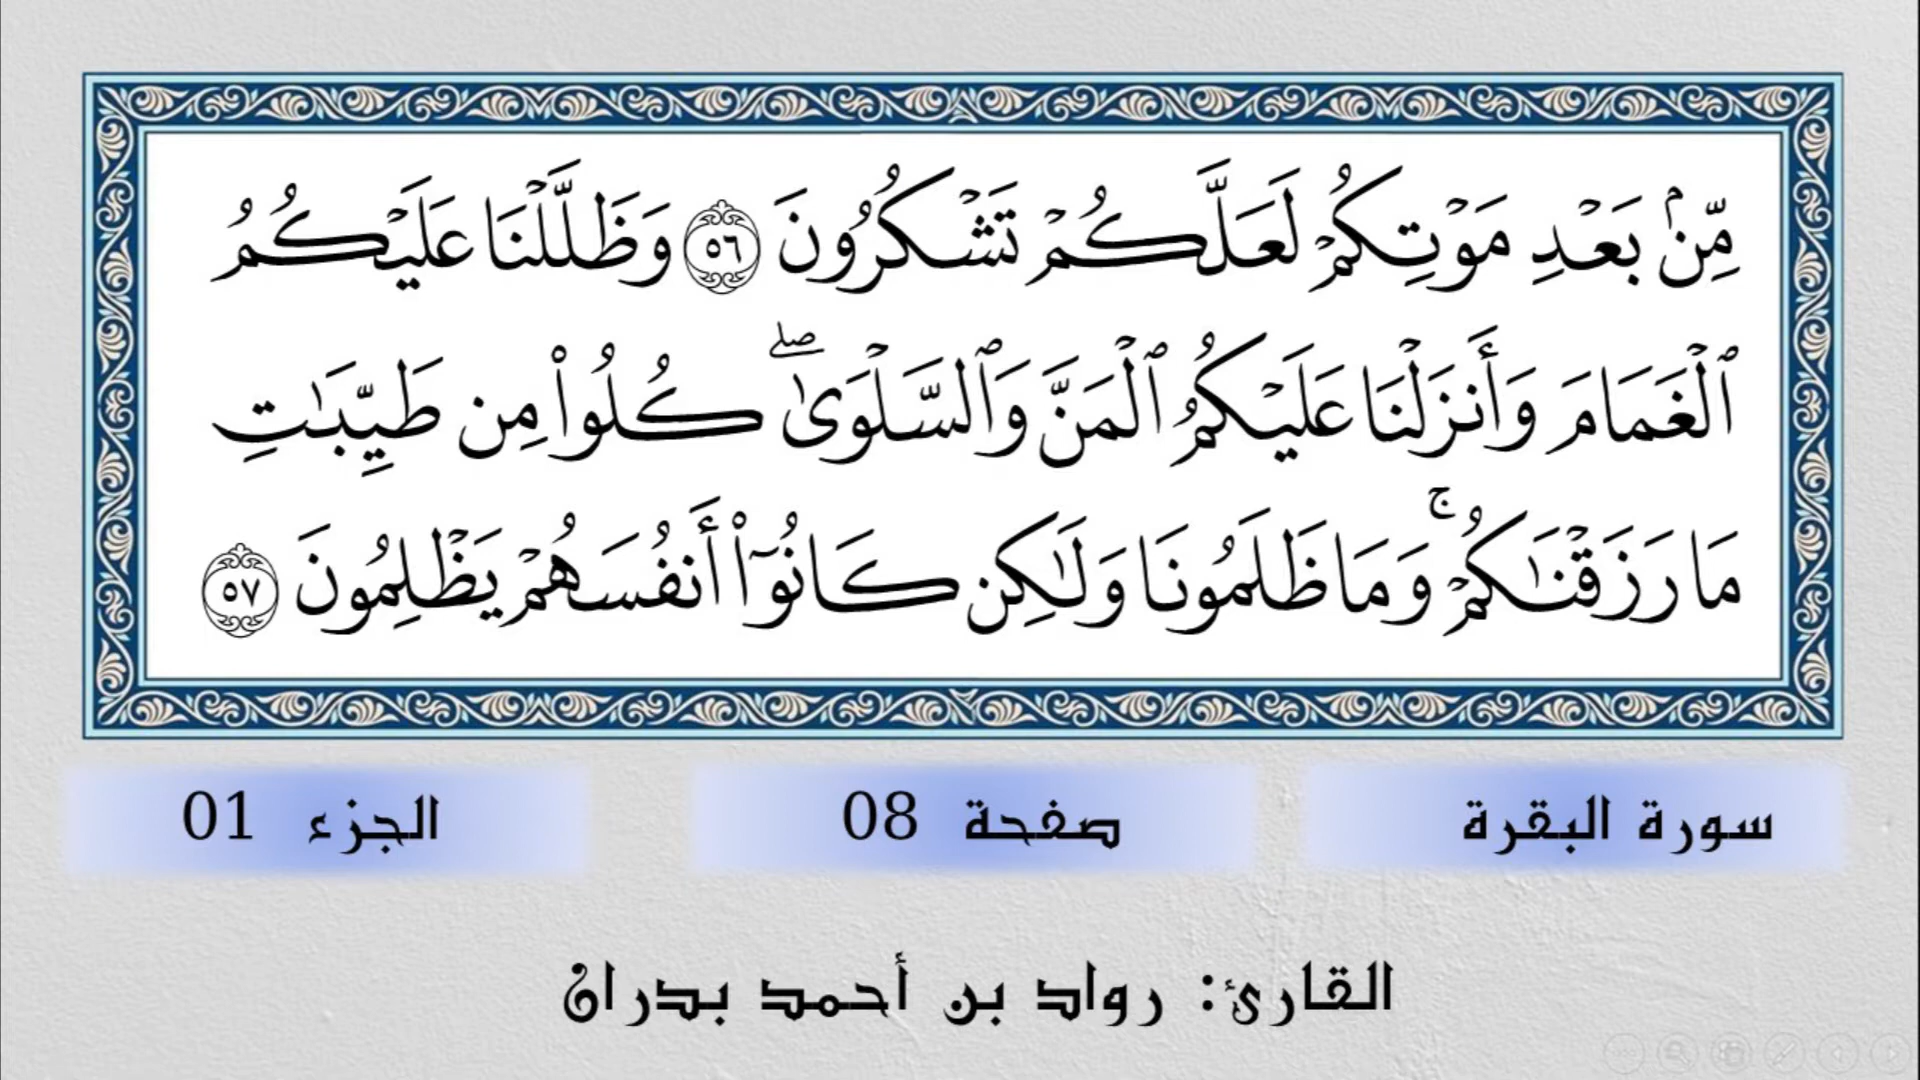 مِّنۢ بَعْدِ مَوْتِكُمْ لَعَلَّكُمْ تَشْكُرُونَ ٥٦ وَظَلَّلْنَا عَلَيْكُمُ
ٱلْغَمَامَ وَأَنزَلْنَا عَلَيْكُمُ ٱلْمَنَّ وَٱلسَّلْوَىٰۖ كُلُوا۟ مِن طَيِّبَـٰتِ
مَا رَزَقْنَـٰكُمْۚ وَمَا ظَلَمُونَا وَلَـٰكِن كَانُوٓا۟ أَنفُسَهُمْ يَظْلِمُونَ ٥٧
سورة البقرة صفحة 08 الجزء 01
القارئ: رواد بن أحمد بدران